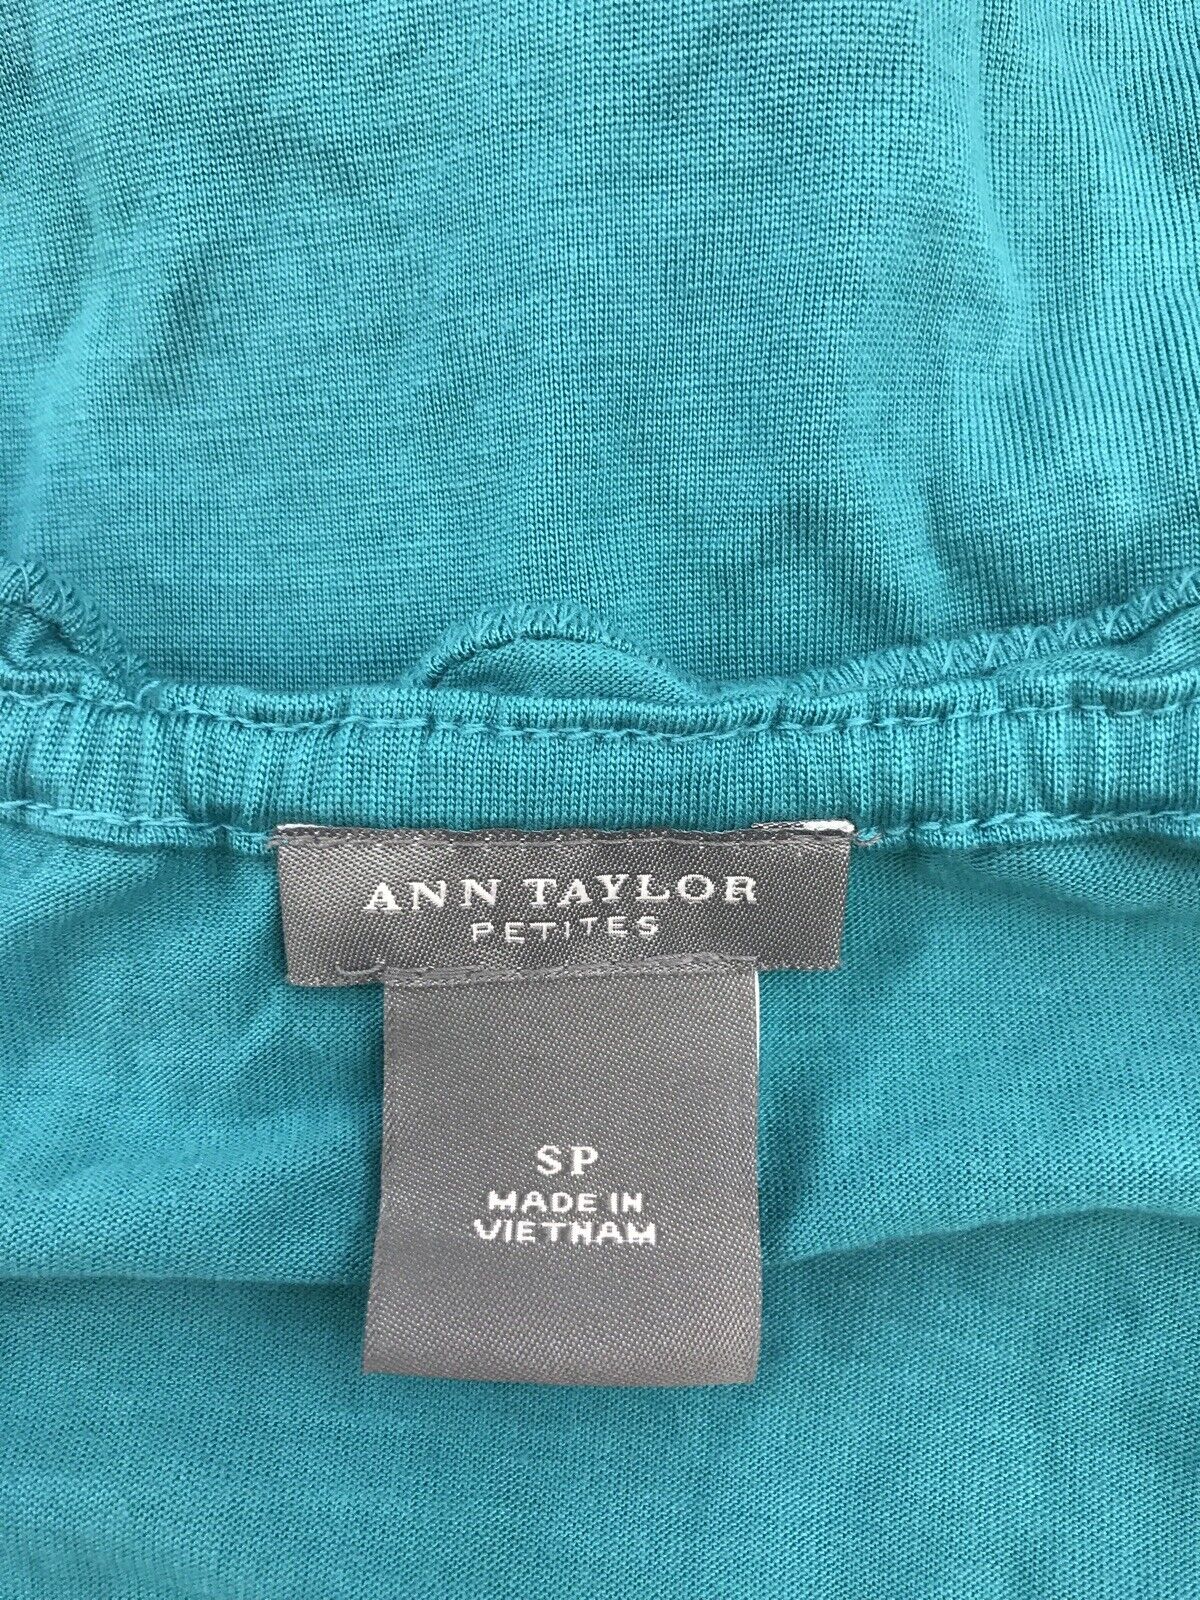 ANN TAYLOR
PETITES
SP
MADE IN
VIETNAM